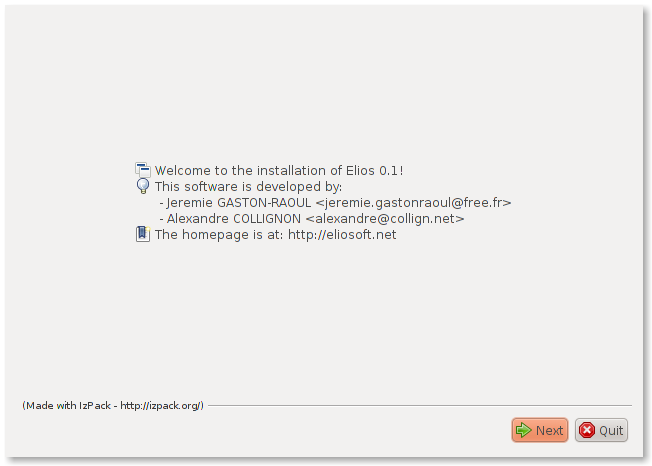 Welcome to the installation of Elios 0.1!
This software is developed by:
- Jeremie GASTON-RAOUL <jeremie.gastonraoul@free.fr>
- Alexandre COLLIGNON <alexandre@collign.net>
The homepage is at: http://eliosoft.net
(Made with IzPack - http://izpack.org/)
Next
Quit